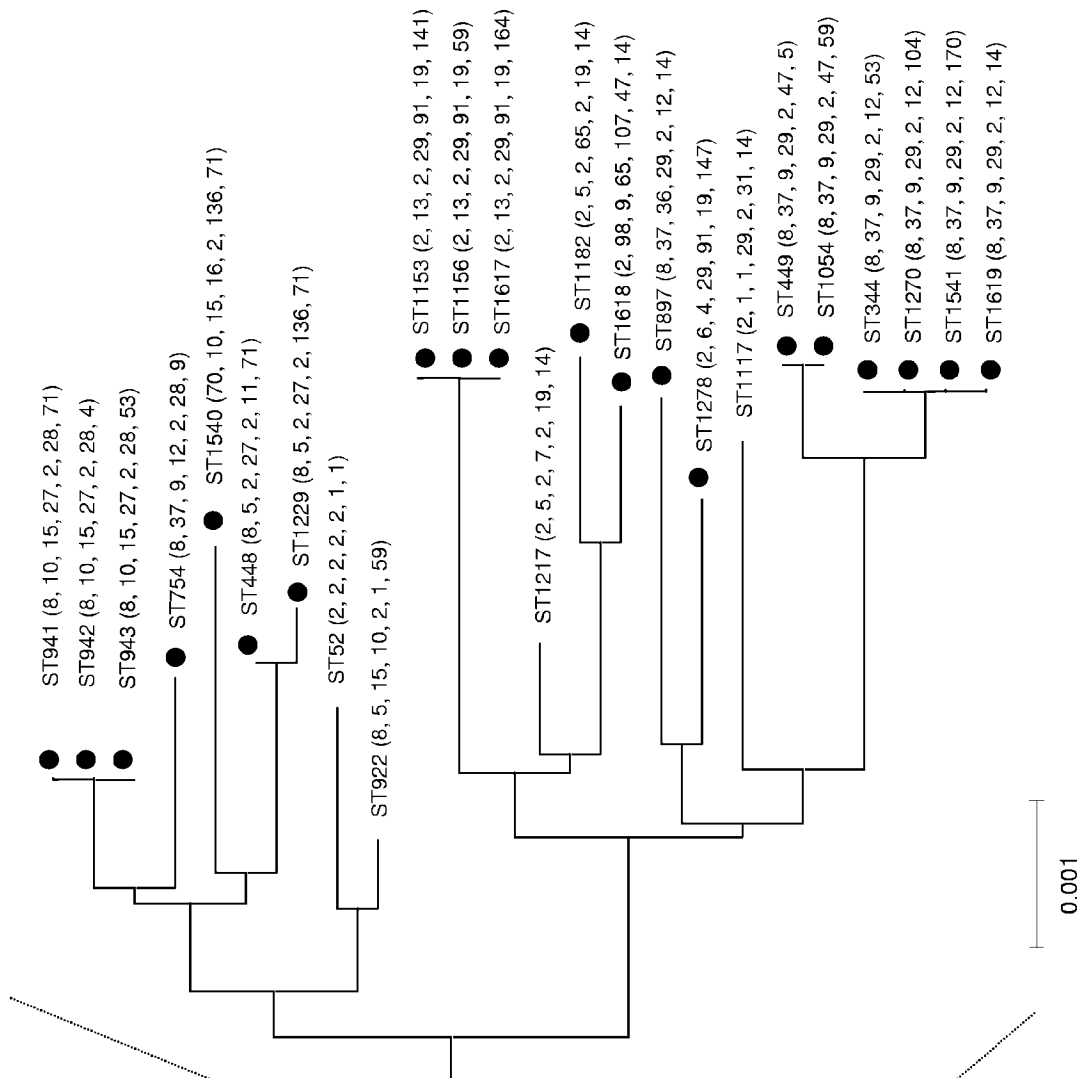 ST941 (8, 10, 15, 27, 2, 28, 71)
ST942 (8, 10, 15, 27, 2, 28, 4)
ST943 (8, 10, 15, 27, 2, 28, 53)
ST754 (8, 37, 9, 12, 2, 28, 9)
ST1540 (70, 10, 15, 16, 2, 136, 71)
ST448 (8, 5, 2, 27, 2, 11, 71)
ST1229 (8, 5, 2, 27, 2, 136, 71)
ST52 (2, 2, 2, 2, 2, 1, 1)
ST922 (8, 5, 15, 10, 2, 1, 59)
ST1153 (2, 13, 2, 29, 91, 19, 141)
ST1156 (2, 13, 2, 29, 91, 19, 59)
ST1617 (2, 13, 2, 29, 91, 19, 164)
ST1217 (2, 5, 2, 7, 2, 19, 14)
ST1182 (2, 5, 2, 65, 2, 19, 14)
ST1618 (2, 98, 9, 65, 107, 47, 14)
ST897 (8, 37, 36, 29, 2, 12, 14)
ST1278 (2, 6, 4, 29, 91, 19, 147)
ST1117 (2, 1, 1, 29, 2, 31, 14)
ST449 (8, 37, 9, 29, 2, 47, 5)
ST1054 (8, 37, 9, 29, 2, 47, 59)
ST344 (8, 37, 9, 29, 2, 12, 53)
ST1270 (8, 37, 9, 29, 2, 12, 104)
ST1541 (8, 37, 9, 29, 2, 12, 170)
ST1619 (8, 37, 9, 29, 2, 12, 14)
0.001